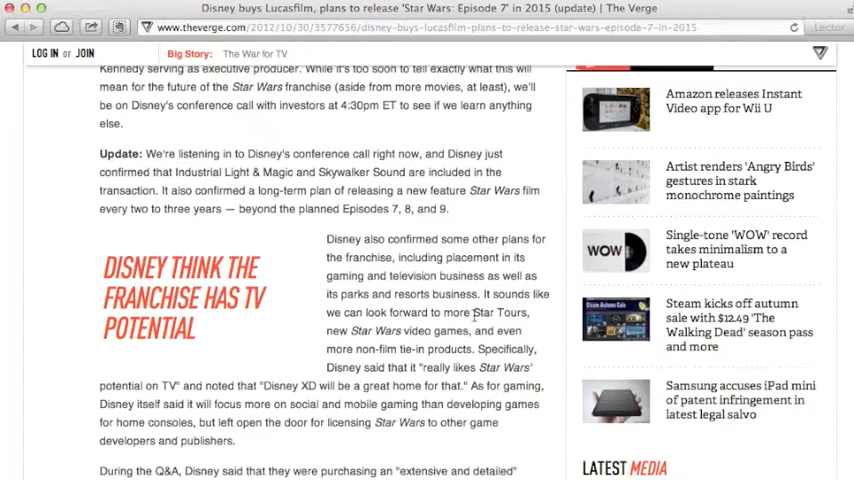 Disney buys Lucasfilm, plans to release 'Star Wars: Episode 7' in 2015 (update) | The Verge
www.theverge.com/2012/10/30/3577656/disney-buys-lucasfilm-plans-to-release-star-wars-episode-7-in-2015
Lector
LOG IN or JOIN
Big Story: The War for TV
Kennedy serving as executive producer. While it's too soon to tell exactly what this will
mean for the future of the Star Wars franchise (aside from more movies, at least), we'll
be on Disney's conference call with investors at 4:30pm ET to see if we learn anything
else.
Update: We're listening in to Disney's conference call right now, and Disney just
confirmed that Industrial Light & Magic and Skywalker Sound are included in the
transaction. It also confirmed a long-term plan of releasing a new feature Star Wars film
every two to three years — beyond the planned Episodes 7, 8, and 9.
DISNEY THINK THE
FRANCHISE HAS TV
POTENTIAL
Disney also confirmed some other plans for
the franchise, including placement in its
gaming and television business as well as
its parks and resorts business. It sounds like
we can look forward to more Star Tours,
new Star Wars video games, and even
more non-film tie-in products. Specifically,
Disney said that it "really likes Star Wars'
potential on TV" and noted that "Disney XD will be a great home for that." As for gaming,
Disney itself said it will focus more on social and mobile gaming than developing games
for home consoles, but left open the door for licensing Star Wars to other game
developers and publishers.
During the Q&A, Disney said that they were purchasing an "extensive and detailed"
Amazon releases Instant
Video app for Wii U
Artist renders 'Angry Birds'
gestures in stark
monochrome paintings
WOW
Single-tone 'WOW' record
takes minimalism to a
new plateau
Steam kicks off autumn
sale with $12.49 'The
Walking Dead' season pass
and more
Samsung accuses iPad mini
of patent infringement in
latest legal salvo
LATEST MEDIA